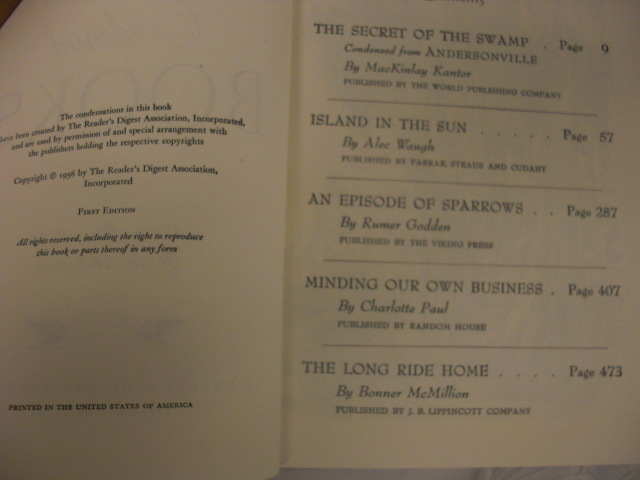 The condensations in this book
have been created by The Reader's Digest Association, Incorporated,
and are used by permission of and special arrangement with
the publishers holding the respective copyrights
Copyright © 1956 by The Reader's Digest Association,
Incorporated
First Edition
All rights reserved, including the right to reproduce
this book or parts thereof in any form
PRINTED IN THE UNITED STATES OF AMERICA
THE SECRET OF THE SWAMP . Page 9
Condensed from ANDERSONVILLE
By MacKinlay Kantor
PUBLISHED BY THE WORLD PUBLISHING COMPANY
ISLAND IN THE SUN . . . . . Page 57
By Alec Waugh
PUBLISHED BY FARRAR, STRAUS AND CUDAHY
AN EPISODE OF SPARROWS . . Page 287
By Rumer Godden
PUBLISHED BY THE VIKING PRESS
MINDING OUR OWN BUSINESS . Page 407
By Charlotte Paul
PUBLISHED BY RANDOM HOUSE
THE LONG RIDE HOME . . . . Page 473
By Bonner McMillion
PUBLISHED BY J. B. LIPPINCOTT COMPANY